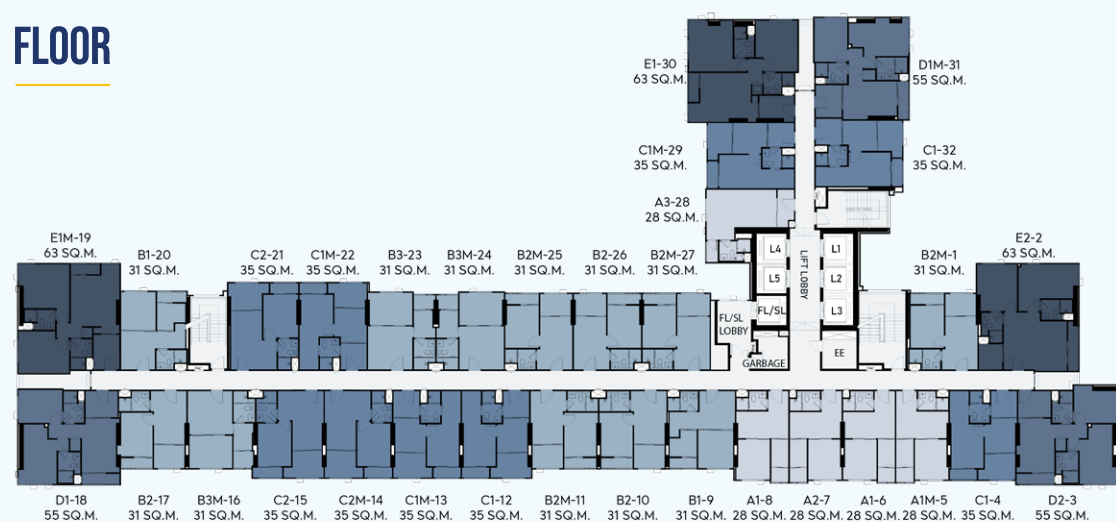 FLOOR
E1-30
63 SQ.M.
D1M-31
55 SQ.M.
C1M-29
35 SQ.M.
C1-32
35 SQ.M.
A3-28
28 SQ.M.
L4
L5
FL/SL
LIFT LOBBY
L1
L2
L3
FL/SL
LOBBY
GARBAGE
EE
E1M-19
63 SQ.M.
B1-20
31 SQ.M.
C2-21
35 SQ.M.
C1M-22
35 SQ.M.
B3-23
31 SQ.M.
B3M-24
31 SQ.M.
B2M-25
31 SQ.M.
B2-26
31 SQ.M.
B2M-27
31 SQ.M.
B2M-1
31 SQ.M.
E2-2
63 SQ.M.
D1-18
55 SQ.M.
B2-17
31 SQ.M.
B3M-16
31 SQ.M.
C2-15
35 SQ.M.
C2M-14
35 SQ.M.
C1M-13
35 SQ.M.
C1-12
35 SQ.M.
B2M-11
31 SQ.M.
B2-10
31 SQ.M.
B1-9
31 SQ.M.
A1-8
28 SQ.M.
A2-7
28 SQ.M.
A1-6
28 SQ.M.
A1M-5
28 SQ.M.
C1-4
35 SQ.M.
D2-3
55 SQ.M.